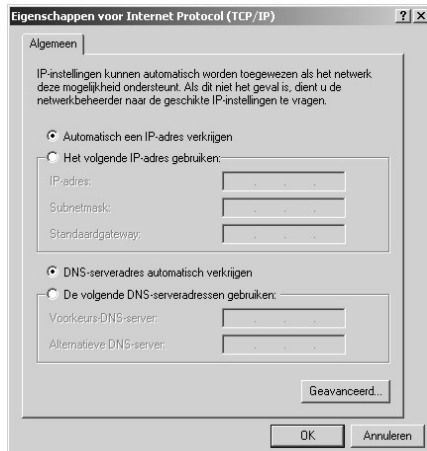 Eigenschappen voor Internet Protocol (TCP/IP)
Algemeen
IP-instellingen kunnen automatisch worden toegewezen als het netwerk
deze mogelijkheid ondersteunt. Als dit niet het geval is, dient u de
netwerkbeheerder naar de geschikte IP-instellingen te vragen.
Automatisch een IP-adres verkrijgen
Het volgende IP-adres gebruiken:
IP-adres:
Subnetmask:
Standaardgateway:
DNS-serveradres automatisch verkrijgen
De volgende DNS-serveradressen gebruiken:
Voorkeurs-DNS-server:
Alternatieve DNS-server:
Geavanceerd...
OK
Annuleren